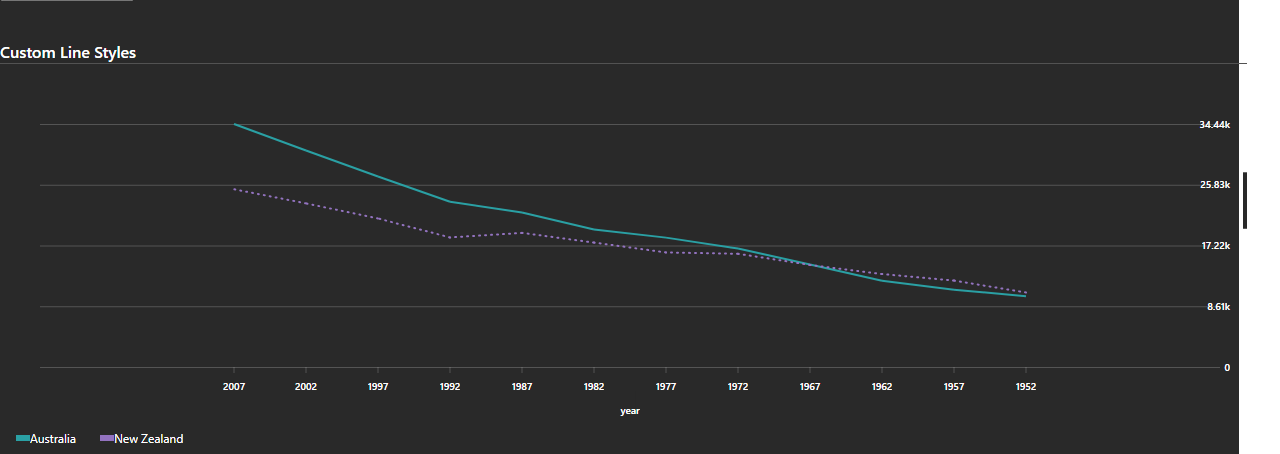 Custom Line Styles
34.44k
25.83k
17.22k
8.61k
0
2007 2002 1997 1992 1987 1982 1977 1972 1967 1962 1957 1952
year
Australia New Zealand